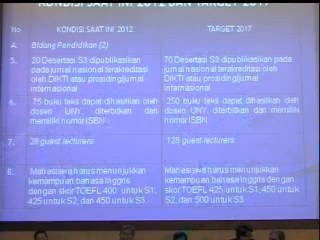 KONDISI SAAT INI 2012 DAN TARGET 2017
No KONDISI SAAT INI 2012 TARGET 2017
A. Bidang Pendidikan (2)
5. 20 Desertasi S3 dipublikasikan
pada jurnal nasional terakreditasi
oleh DIKTI atau prosiding/jurnal
internasional
70 Desertasi S3 dipublikasikan pada
jurnal nasional terakreditasi oleh
DIKTI atau prosiding/jurnal
internasional
6. 75 buku teks dapat dihasilkan oleh
dosen UNY, diterbitkan dan
memiliki nomor ISBN
250 buku teks dapat dihasilkan oleh
dosen UNY, diterbitkan dan
memiliki nomor ISBN
7. 28 guest lecturers
128 guest lecturers
8. Mahasiswa harus menunjukkan
kemampuan bahasa Inggris
dengan skor TOEFL 400 untuk S1,
425 untuk S2, dan 450 untuk S3.
Mahasiswa harus menunjukkan
kemampuan bahasa Inggris dengan
skor TOEFL 425 untuk S1, 450 untuk
S2, dan 500 untuk S3